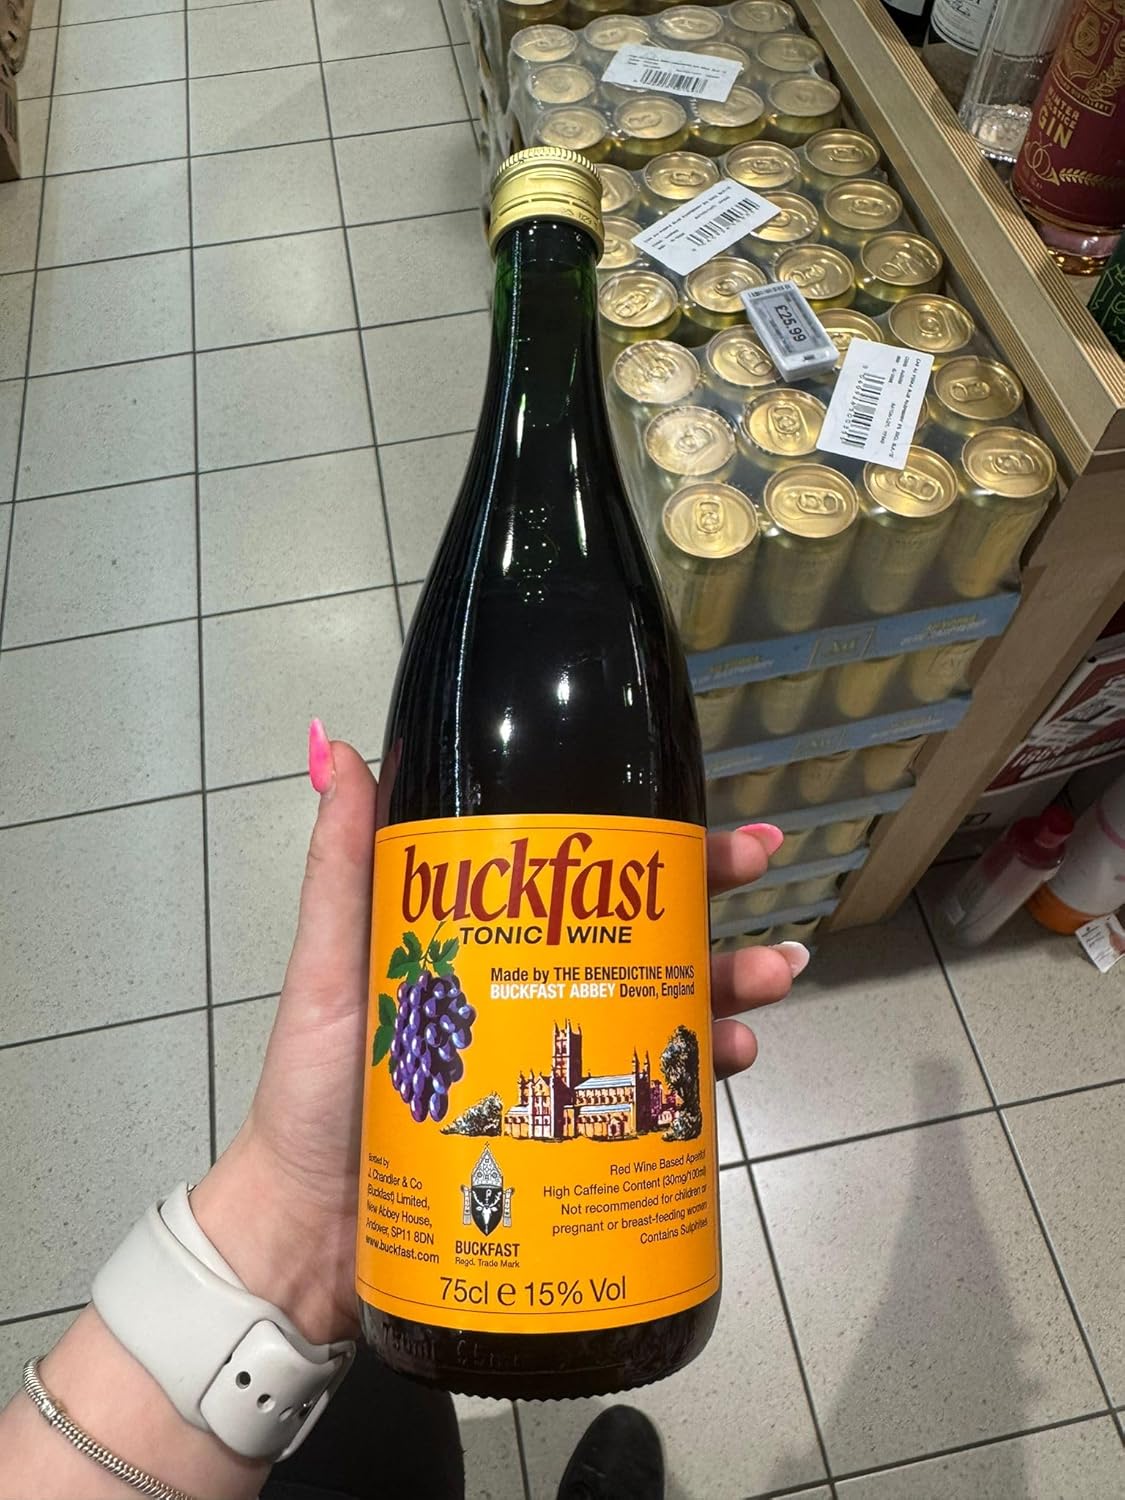 buckfast
TONIC WINE
Made by THE BENEDICTINE MONKS
BUCKFAST ABBEY Devon, England
Bottled by
J. Chandler & Co
(Buckfast) Limited,
New Abbey House,
Andover, SP11 8DN
www.buckfast.com
BUCKFAST
Regd. Trade Mark
Red Wine Based Aperitif
High Caffeine Content (30mg/100ml)
Not recommended for children or
pregnant or breast-feeding women
Contains Sulphites
75cl e 15% Vol
£25.99
WINTER
GIN